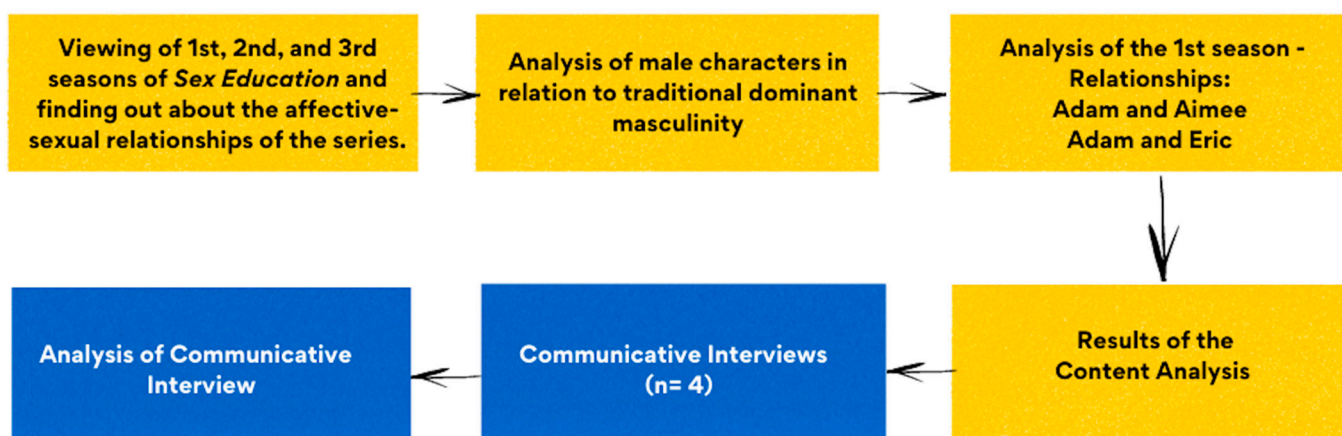 Viewing of 1st, 2nd, and 3rd
seasons of Sex Education and
finding out about the affective-
sexual relationships of the series.
Analysis of male characters in
relation to traditional dominant
masculinity
Analysis of the 1st season -
Relationships:
Adam and Aimee
Adam and Eric
Results of the
Content Analysis
Communicative Interviews
(n= 4)
Analysis of Communicative
Interview